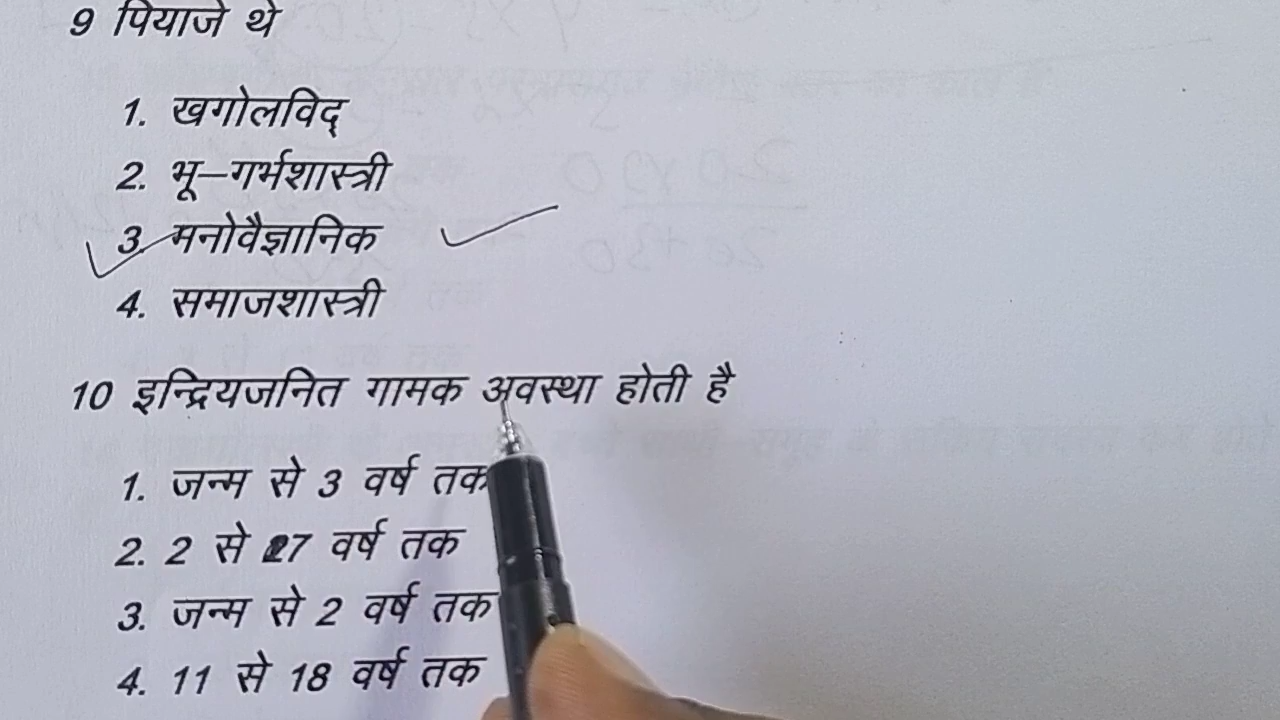 9 पियाजे थे
1. खगोलविद्
2. भू–गर्भशास्त्री
3. मनोवैज्ञानिक
4. समाजशास्त्री
10 इन्द्रियजनित गामक अवस्था होती है
1. जन्म से 3 वर्ष तक
2. 2 से 7 वर्ष तक
3. जन्म से 2 वर्ष तक
4. 11 से 18 वर्ष तक